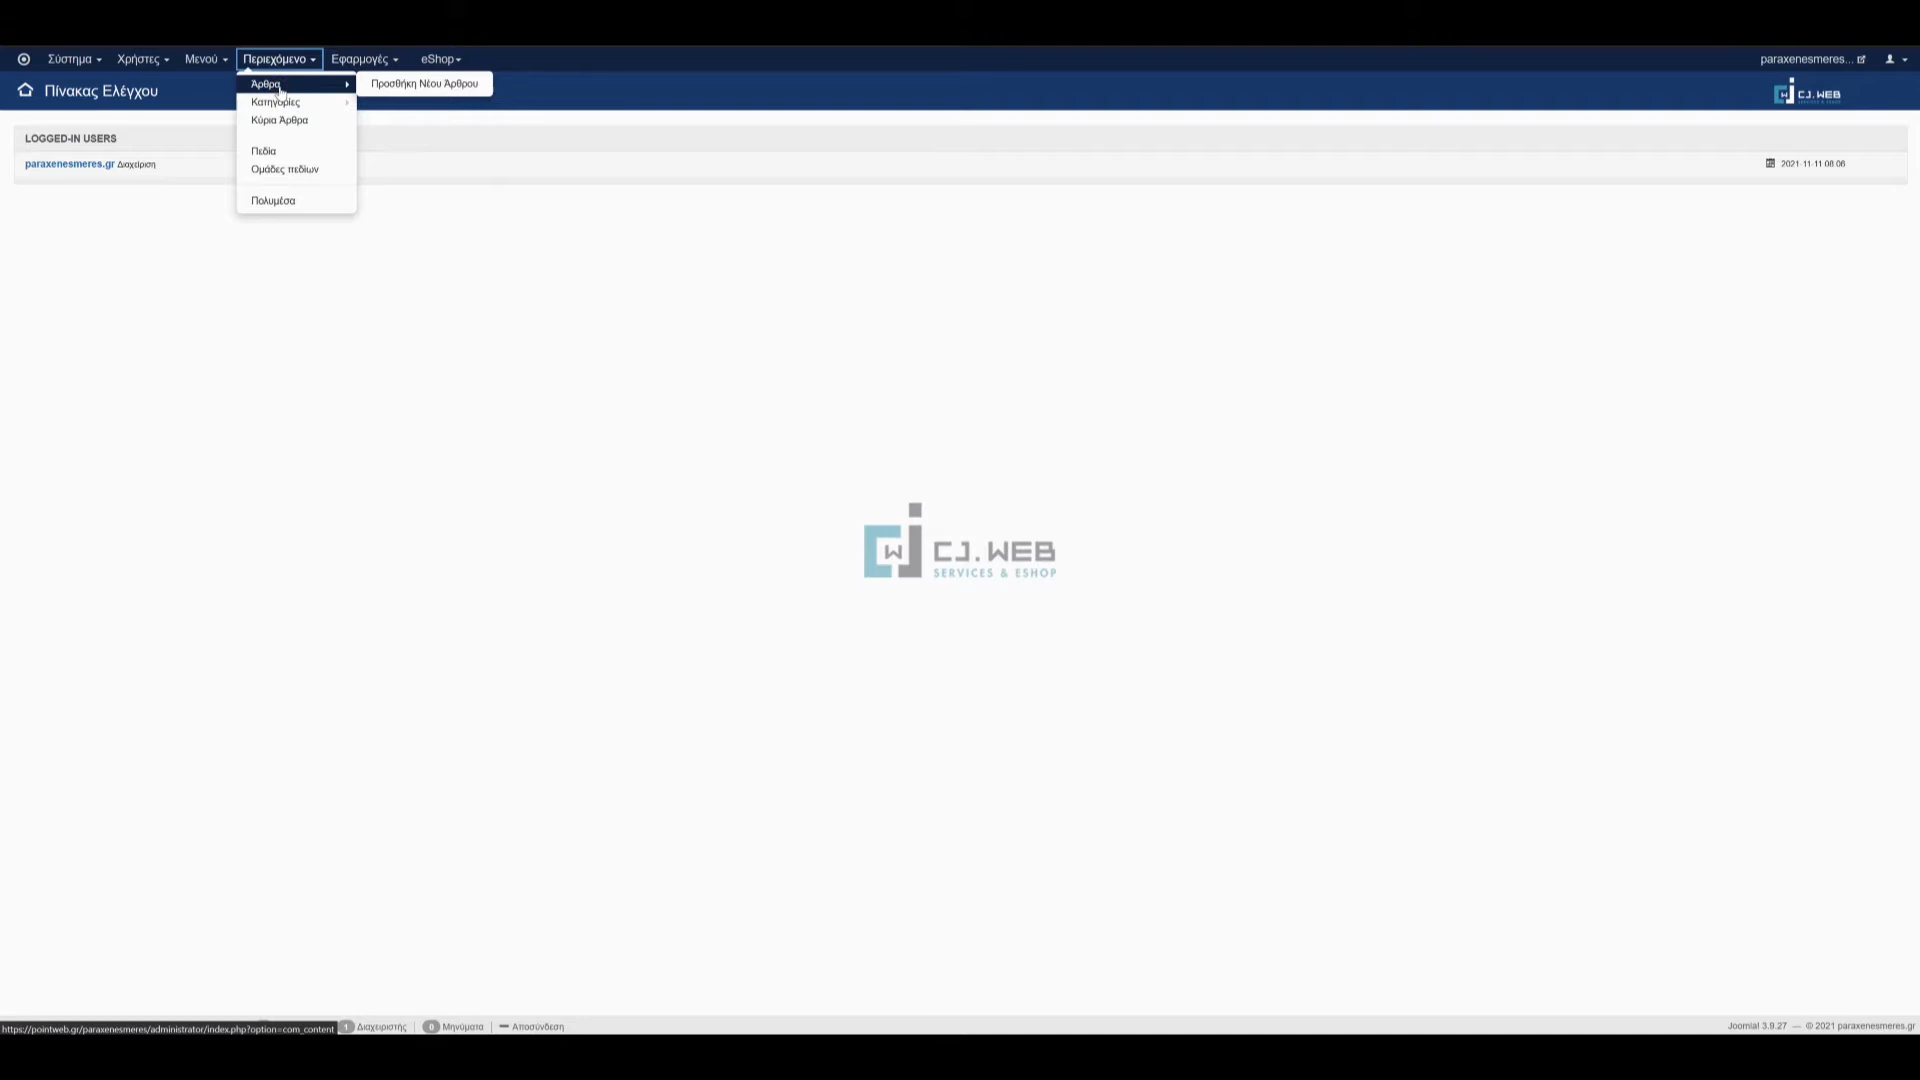 Σύστημα Χρήστες Μενού Περιεχόμενο Εφαρμογές eShop paraxenesmeres...
Πίνακας Ελέγχου
CJ.WEB
Άρθρα
Προσθήκη Νέου Άρθρου
Κατηγορίες
Κύρια Άρθρα
Πεδία
Ομάδες πεδίων
Πολυμέσα
LOGGED-IN USERS
paraxenesmeres.gr Διαχείριση 2021-11-11 08:06
CJ.WEB
SERVICES & ESHOP
https://pointweb.gr/paraxenesmeres/administrator/index.php?option=com_content 1 Διαχειριστής 0 Μηνύματα Αποσύνδεση Joomla! 3.9.27 — © 2021 paraxenesmeres.gr